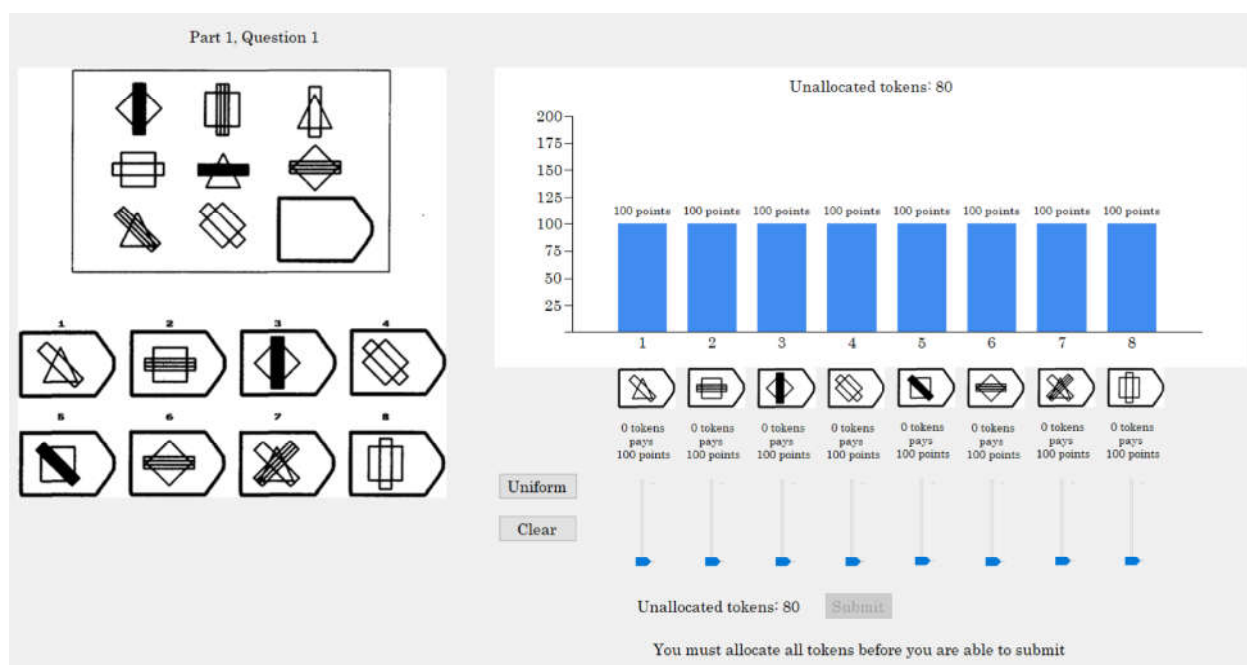 Part 1, Question 1
1 2 3 4
5 6 7 8
Unallocated tokens: 80
200
175
150
125
100
75
50
25
100 points 100 points 100 points 100 points 100 points 100 points 100 points 100 points
1 2 3 4 5 6 7 8
0 tokens 0 tokens 0 tokens 0 tokens 0 tokens 0 tokens 0 tokens 0 tokens
pays pays pays pays pays pays pays pays
100 points 100 points 100 points 100 points 100 points 100 points 100 points 100 points
Uniform
Clear
Unallocated tokens: 80 Submit
You must allocate all tokens before you are able to submit